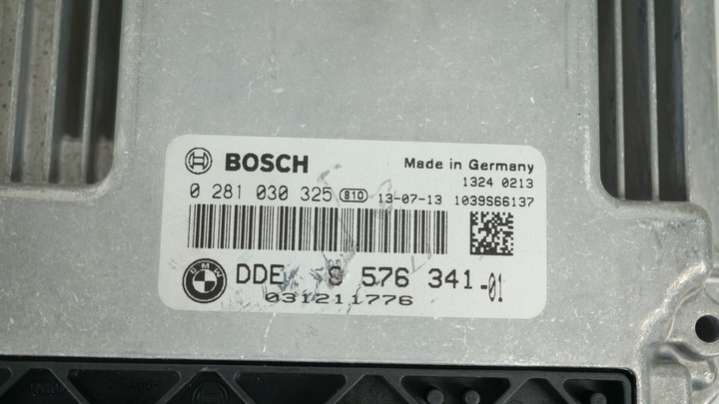 BOSCH Made in Germany
1324 0213
0 281 030 325 810 13-07-13 1039S66137
BMW DDE 8 576 341-01
031211776